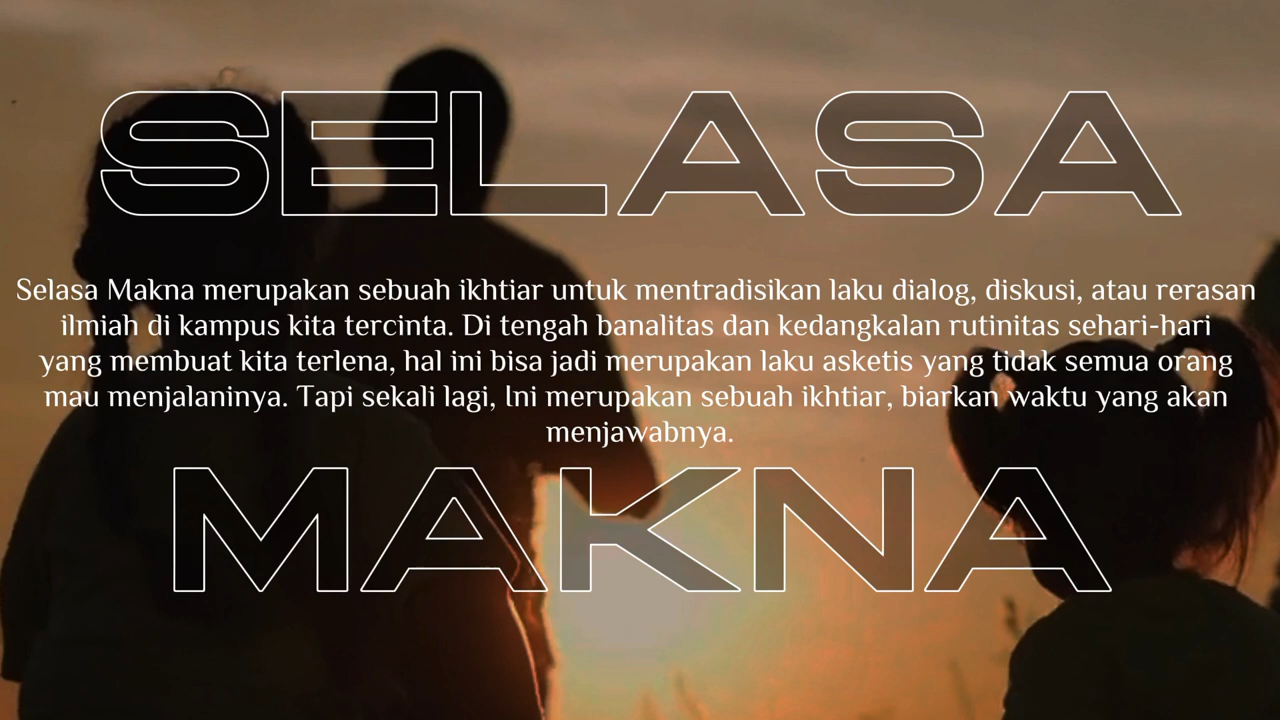 SELASA
Selasa Makna merupakan sebuah ikhtiar untuk mentradisikan laku dialog, diskusi, atau rerasan
ilmiah di kampus kita tercinta. Di tengah banalitas dan kedangkalan rutinitas sehari-hari
yang membuat kita terlena, hal ini bisa jadi merupakan laku asketis yang tidak semua orang
mau menjalaninya. Tapi sekali lagi, Ini merupakan sebuah ikhtiar, biarkan waktu yang akan
menjawabnya.
MAKNA